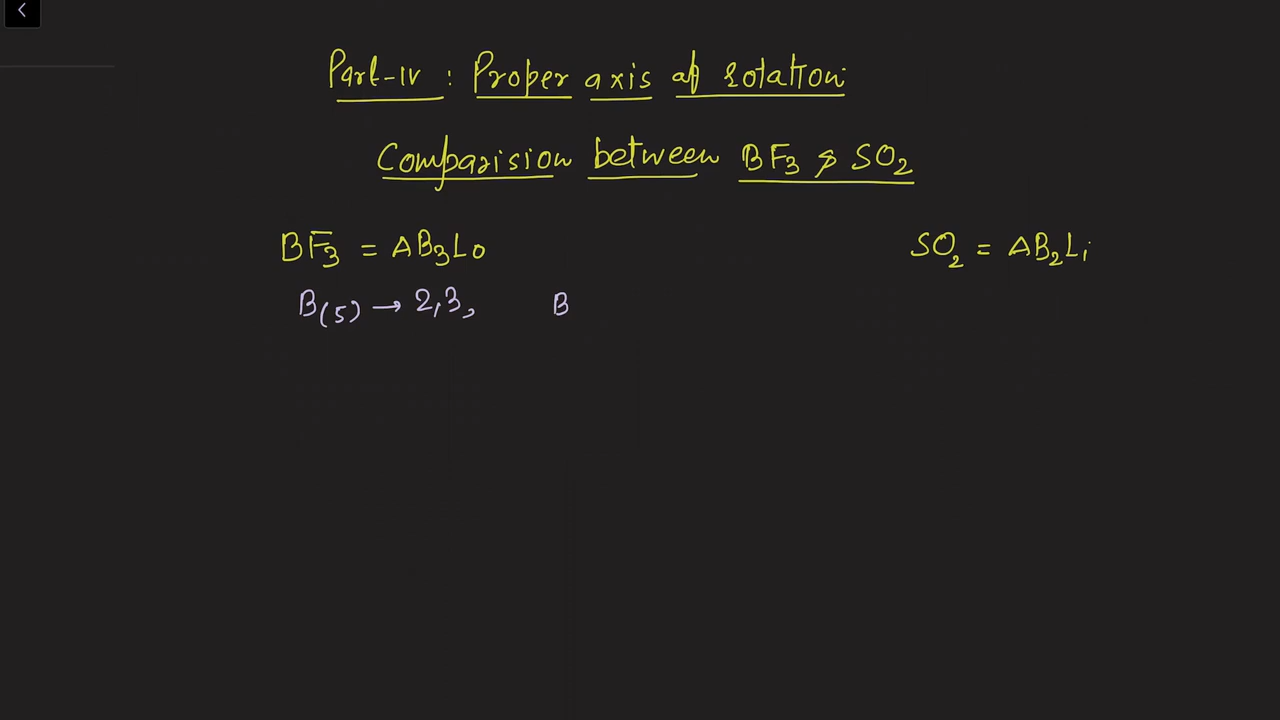 Part-IV : Proper axis of rotation
Comparision between BF₃ & SO₂
BF₃ = AB₃L₀
SO₂ = AB₂L₁
B(5) → 2,3, B